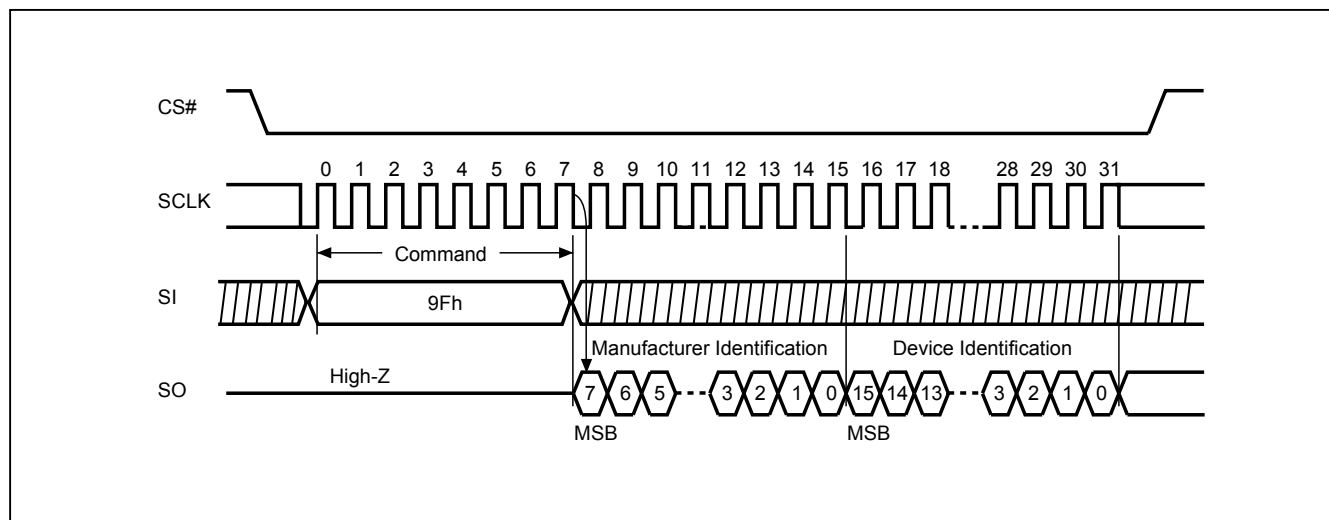 CS#
0 1 2 3 4 5 6 7 8 9 10 11 12 13 14 15 16 17 18 28 29 30 31
SCLK
Command
SI
9Fh
Manufacturer Identification Device Identification
High-Z
SO
7 6 5 3 2 1 0 15 14 13 3 2 1 0
MSB MSB